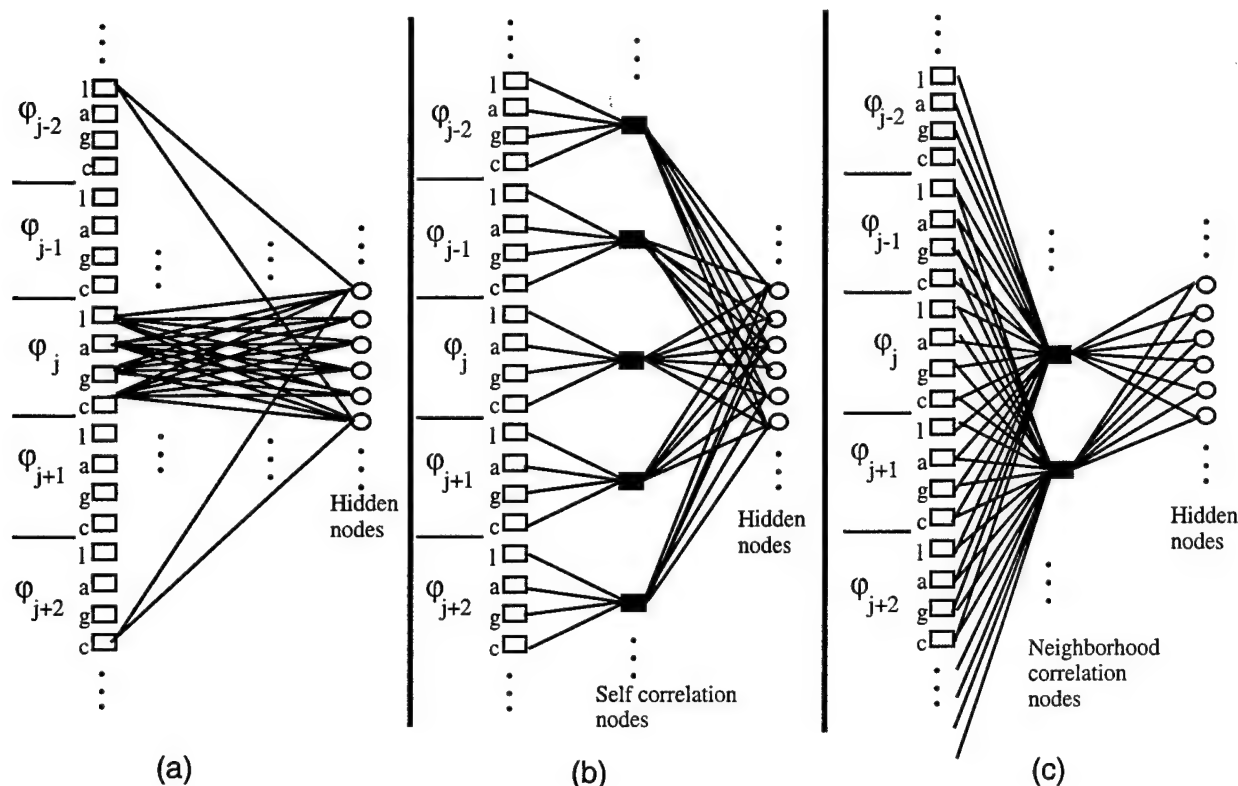 φj-2
l
a
g
c
φj-1
l
a
g
c
φj
l
a
g
c
φj+1
l
a
g
c
φj+2
l
a
g
c
Hidden
nodes
(a)
φj-2
l
a
g
c
φj-1
l
a
g
c
φj
l
a
g
c
φj+1
l
a
g
c
φj+2
l
a
g
c
Self correlation
nodes
Hidden
nodes
(b)
φj-2
l
a
g
c
φj-1
l
a
g
c
φj
l
a
g
c
φj+1
l
a
g
c
φj+2
l
a
g
c
Neighborhood
correlation
nodes
Hidden
nodes
(c)